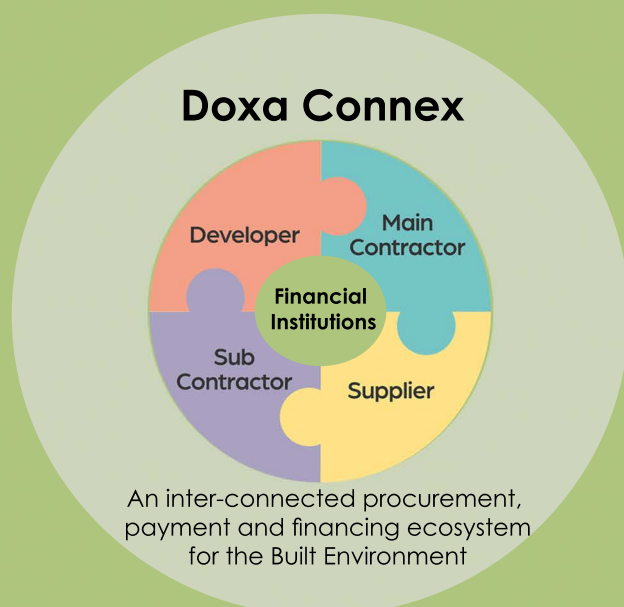 Doxa Connex
Developer
Main
Contractor
Financial
Institutions
Sub
Contractor
Supplier
An inter-connected procurement,
payment and financing ecosystem
for the Built Environment